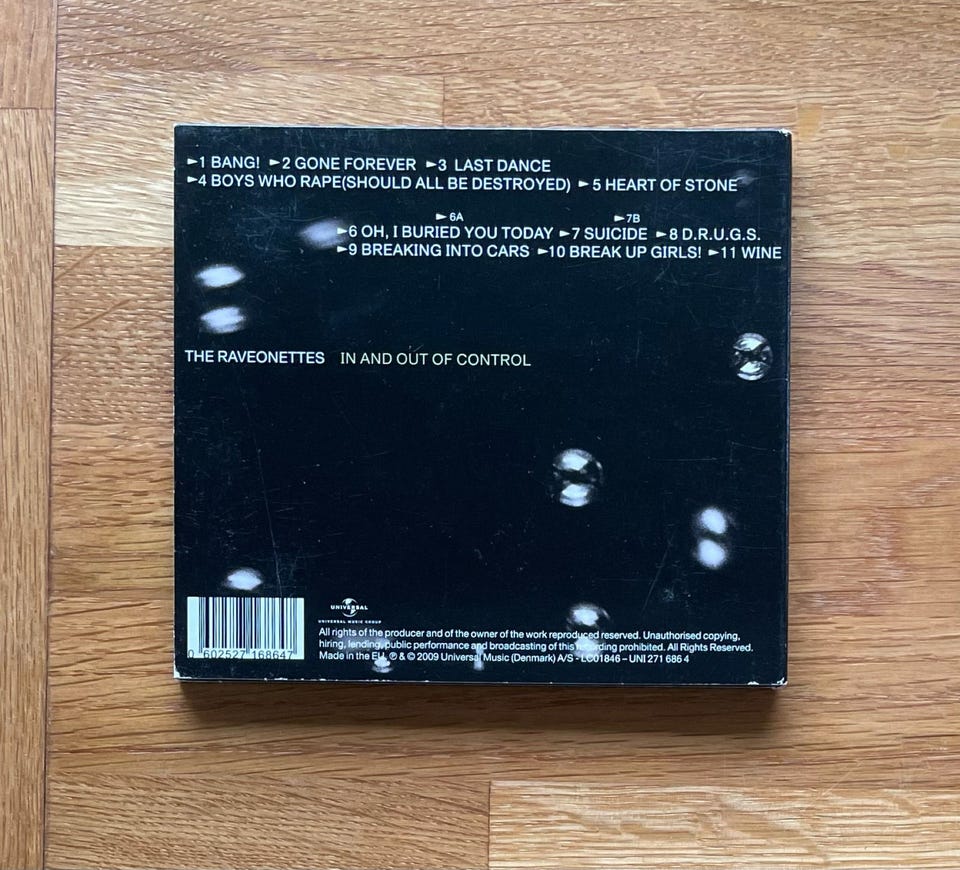 ►1 BANG! ►2 GONE FOREVER ►3 LAST DANCE
►4 BOYS WHO RAPE(SHOULD ALL BE DESTROYED) ►5 HEART OF STONE
►6A ►7B
►6 OH, I BURIED YOU TODAY ►7 SUICIDE ►8 D.R.U.G.S.
►9 BREAKING INTO CARS ►10 BREAK UP GIRLS! ►11 WINE
THE RAVEONETTES IN AND OUT OF CONTROL
UNIVERSAL
UNIVERSAL MUSIC GROUP
All rights of the producer and of the owner of the work reproduced reserved. Unauthorised copying,
hiring, lending, public performance and broadcasting of this recording prohibited. All Rights Reserved.
Made in the EU. ℗ & © 2009 Universal Music (Denmark) A/S - LC01846 – UNI 271 686 4
0 602527 168647